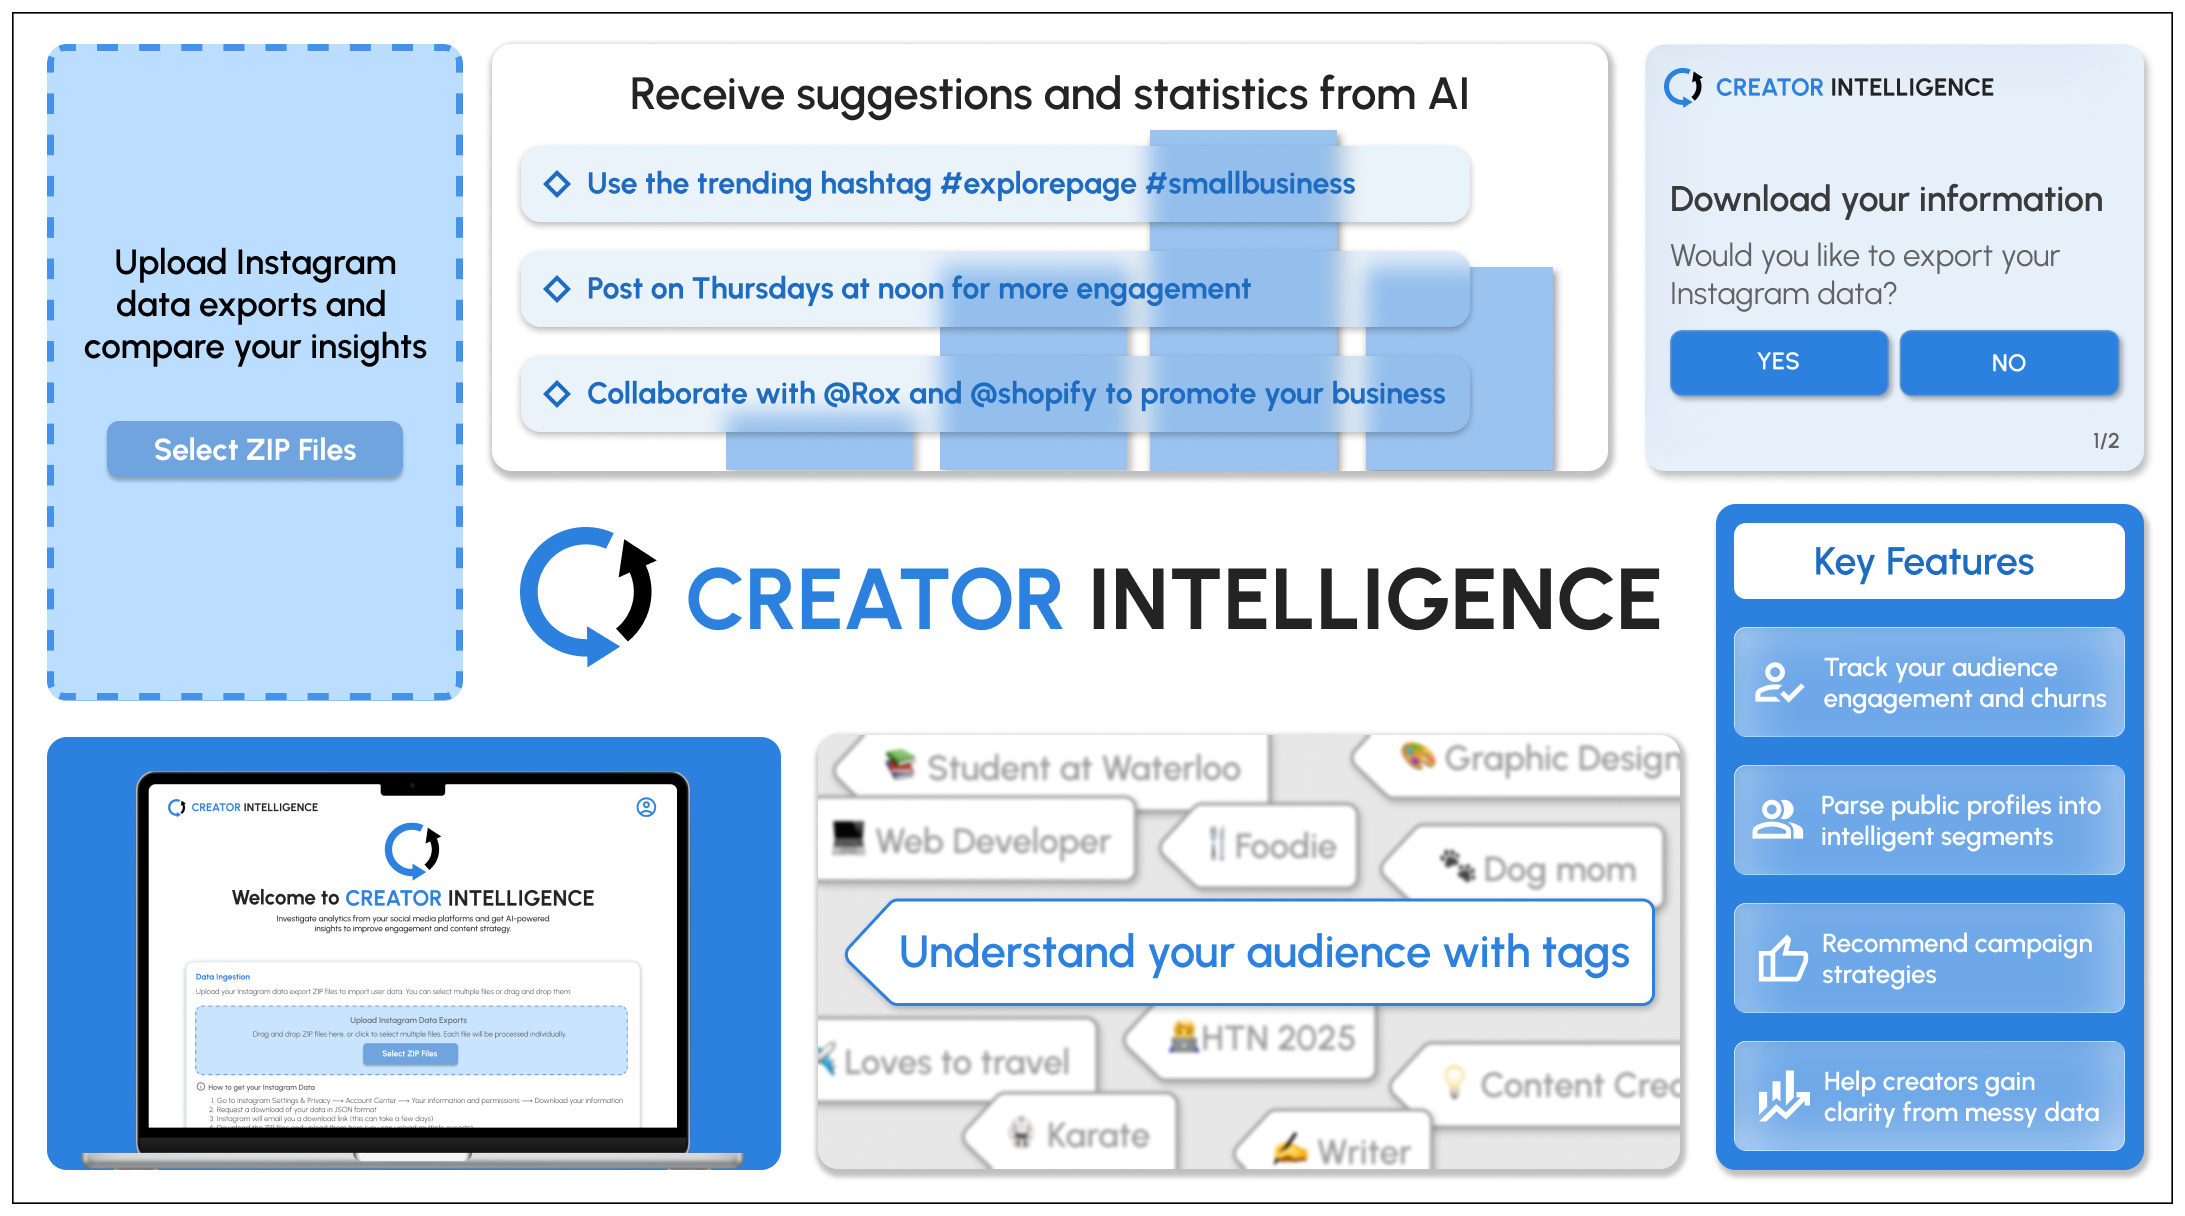 Upload Instagram
data exports and
compare your insights
Select ZIP Files
Receive suggestions and statistics from AI
Use the trending hashtag #explorepage #smallbusiness
Post on Thursdays at noon for more engagement
Collaborate with @Rox and @shopify to promote your business
CREATOR INTELLIGENCE
Download your information
Would you like to export your
Instagram data?
YES
NO
1/2
CREATOR INTELLIGENCE
Key Features
Track your audience
engagement and churns
Parse public profiles into
intelligent segments
Recommend campaign
strategies
Help creators gain
clarity from messy data
CREATOR INTELLIGENCE
Welcome to CREATOR INTELLIGENCE
Investigate analytics from your social media platforms and get AI-powered
insights to improve engagement and content strategy.
Data Ingestion
Upload your Instagram data export ZIP files to import user data. You can select multiple files or drag and drop them.
Upload Instagram Data Exports
Drag and drop ZIP files here, or click to select multiple files. Each file will be processed individually.
Select ZIP Files
How to get your Instagram Data
1. Go to Instagram Settings & Privacy → Account Center → Your information and permissions → Download your information
2. Request a download of your data in JSON format
3. Instagram will email you a download link (this can take a few days)
Student at Waterloo
Graphic Design
Web Developer
Foodie
Dog mom
Understand your audience with tags
Loves to travel
HTN 2025
Content Crea
Karate
Writer